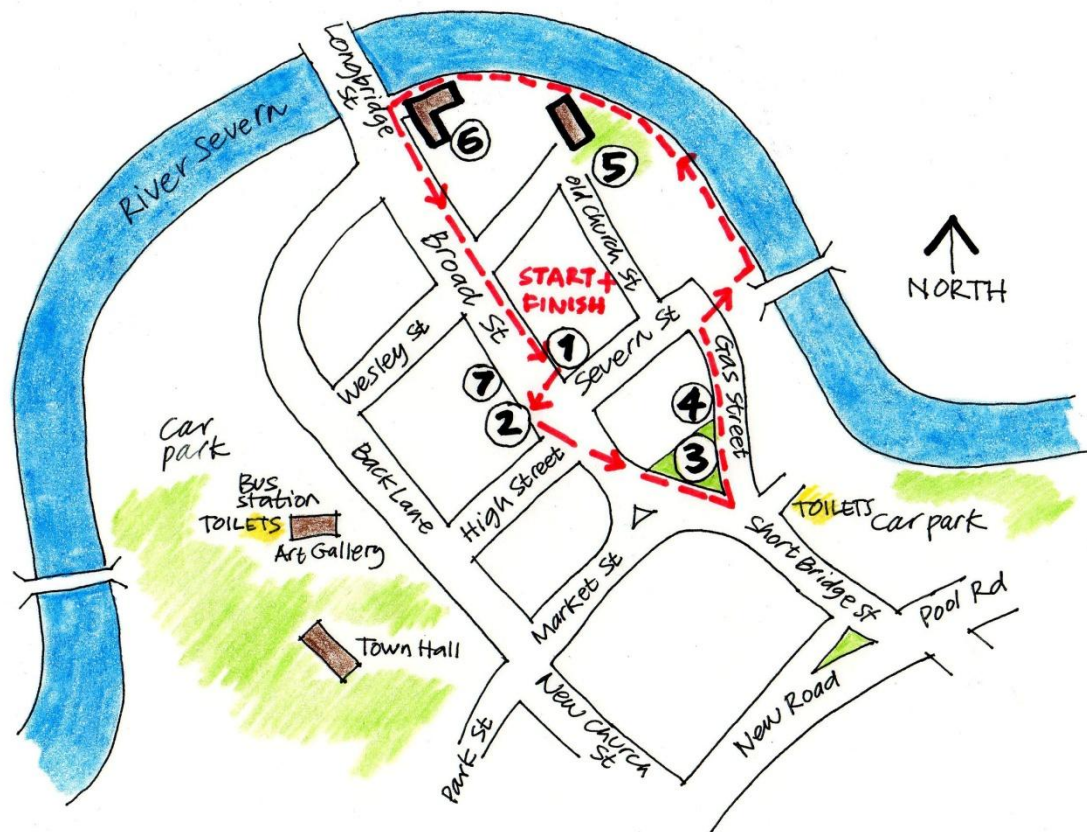 Longbridge
St
River Severn
6
5
Old Church St
NORTH
Broad St
START +
FINISH
1
Severn St
Gas Street
Wesley St
7
2
4
3
Car
park
Bus
station
TOILETS
Art Gallery
Back Lane
High Street
TOILETS
Car park
Short Bridge St
Market St
Pool Rd
Town Hall
New Church
St
New Road
Park St